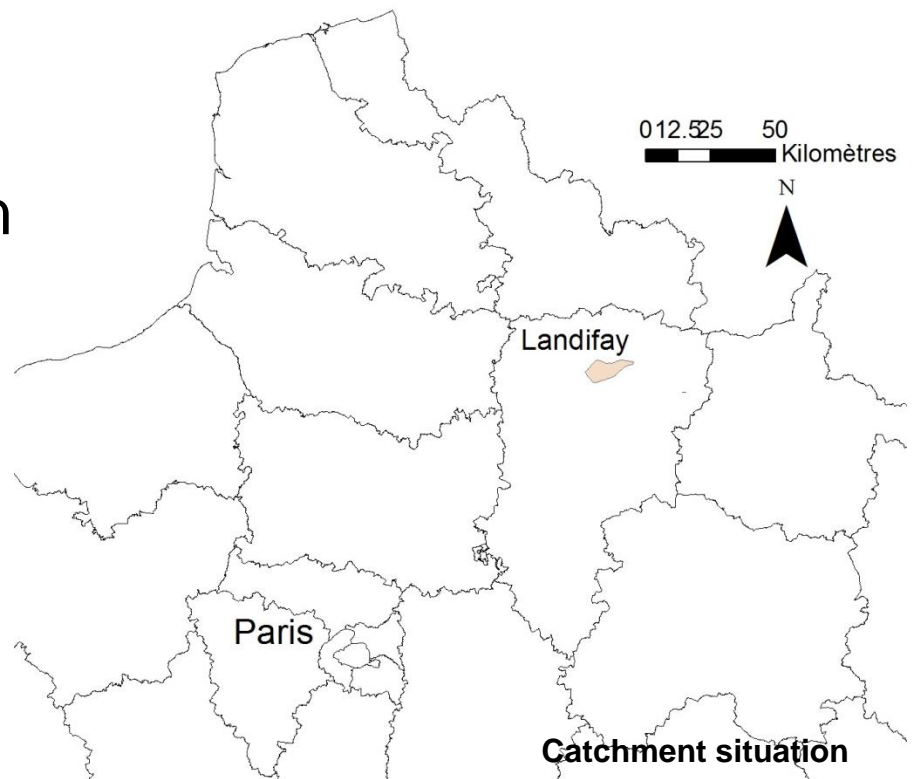 0 12.5 25 50
Kilomètres
N
n
Landifay
Paris
Catchment situation